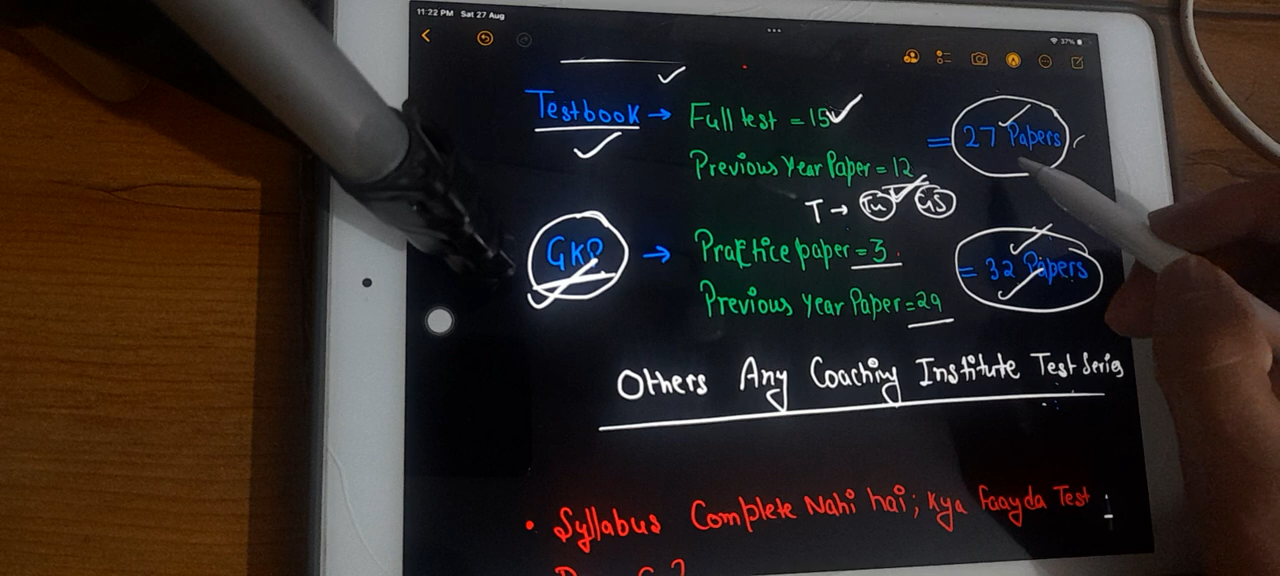 11:22 PM Sat 27 Aug
37%
Testbook → Full test = 15
= 27 Papers
Previous Year Paper = 12
T → GS
GKP → Practice paper = 3
= 32 Papers
Previous Year Paper = 29
Others Any Coaching Institute Test Series
• Syllabus Complete Nahi hai; Kya Faayda Test